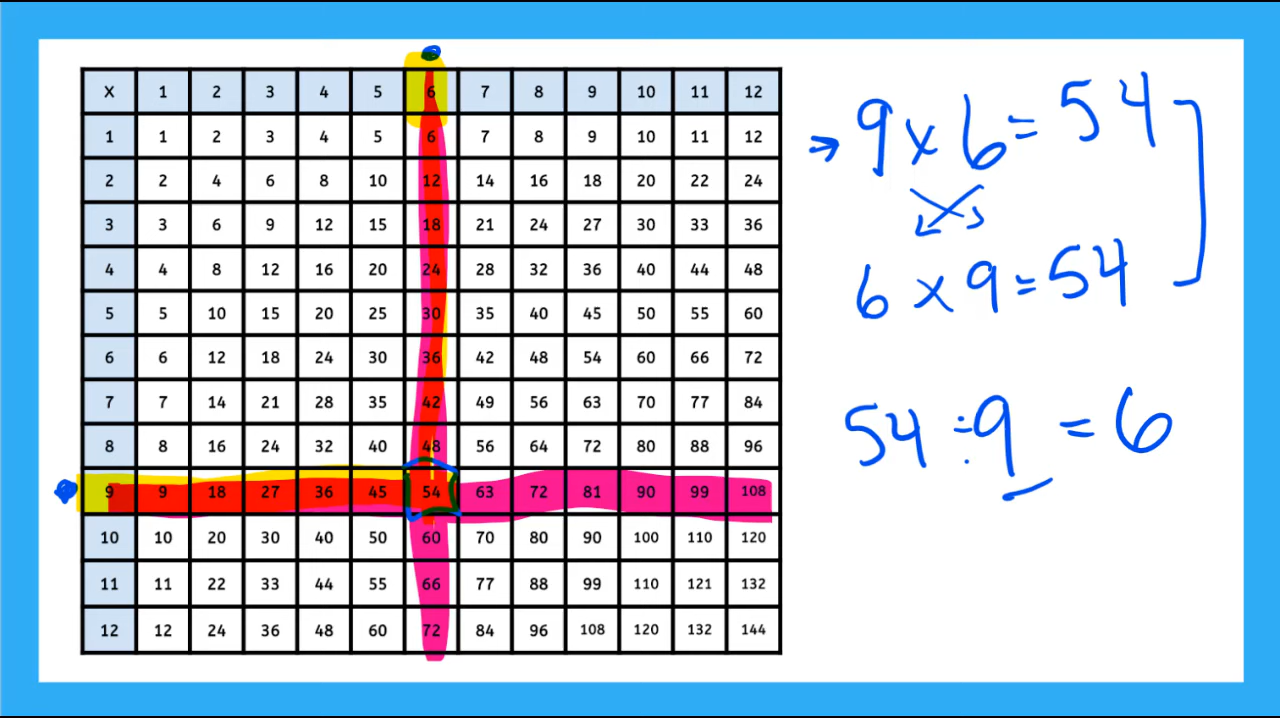 X 1 2 3 4 5 6 7 8 9 10 11 12
1 1 2 3 4 5 6 7 8 9 10 11 12
2 2 4 6 8 10 12 14 16 18 20 22 24
3 3 6 9 12 15 18 21 24 27 30 33 36
4 4 8 12 16 20 24 28 32 36 40 44 48
5 5 10 15 20 25 30 35 40 45 50 55 60
6 6 12 18 24 30 36 42 48 54 60 66 72
7 7 14 21 28 35 42 49 56 63 70 77 84
8 8 16 24 32 40 48 56 64 72 80 88 96
9 9 18 27 36 45 54 63 72 81 90 99 108
10 10 20 30 40 50 60 70 80 90 100 110 120
11 11 22 33 44 55 66 77 88 99 110 121 132
12 12 24 36 48 60 72 84 96 108 120 132 144
→ 9 x 6 = 54
6 x 9 = 54
54 ÷ 9 = 6